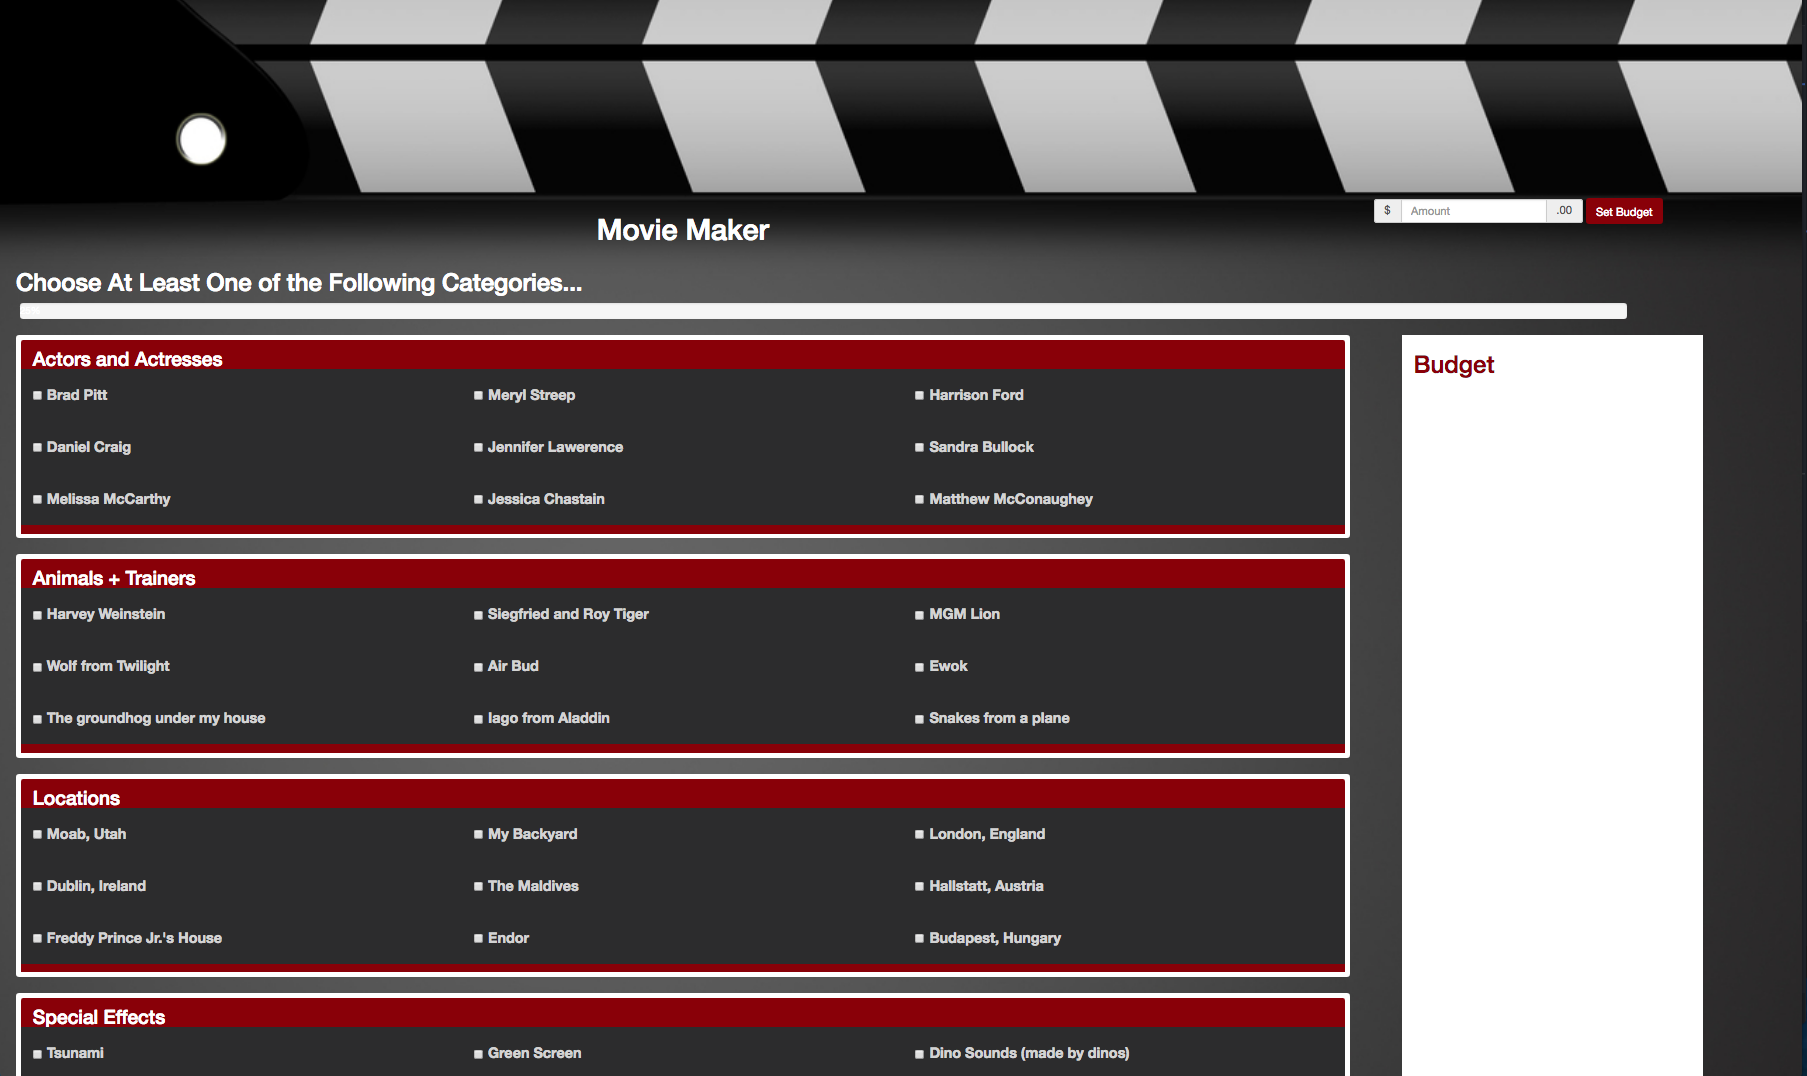 $ Amount .00 Set Budget
Movie Maker
Choose At Least One of the Following Categories...
Actors and Actresses
Brad Pitt Meryl Streep Harrison Ford
Daniel Craig Jennifer Lawerence Sandra Bullock
Melissa McCarthy Jessica Chastain Matthew McConaughey
Animals + Trainers
Harvey Weinstein Siegfried and Roy Tiger MGM Lion
Wolf from Twilight Air Bud Ewok
The groundhog under my house Iago from Aladdin Snakes from a plane
Locations
Moab, Utah My Backyard London, England
Dublin, Ireland The Maldives Hallstatt, Austria
Freddy Prince Jr.'s House Endor Budapest, Hungary
Special Effects
Tsunami Green Screen Dino Sounds (made by dinos)
Budget